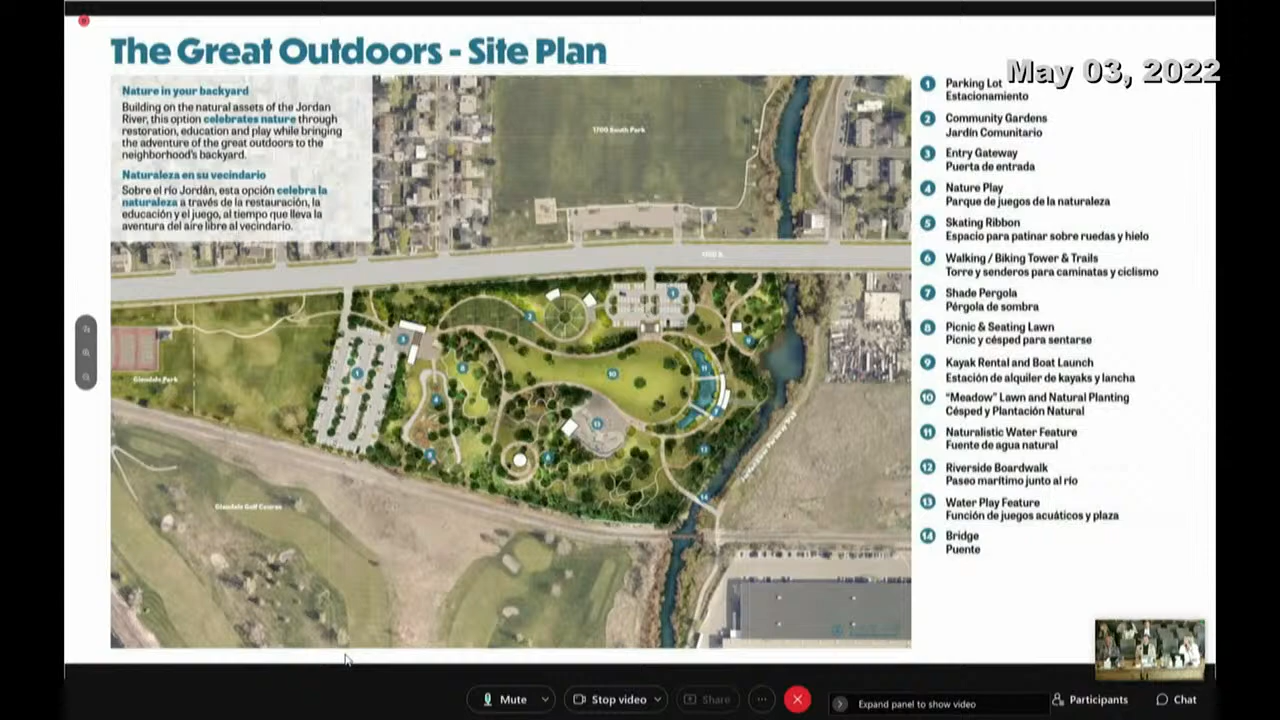 The Great Outdoors - Site Plan
May 03, 2022
Nature in your backyard
Building on the natural assets of the Jordan
River, this option celebrates nature through
restoration, education and play while bringing
the adventure of the great outdoors to the
neighborhood's backyard.
Naturaleza en su vecindario
Sobre el río Jordán, esta opción celebra la
naturaleza a través de la restauración, la
educación y el juego, al tiempo que lleva la
aventura del aire libre al vecindario.
1700 South Park
Glendale Park
Glendale Golf Course
1 Parking Lot
Estacionamiento
2 Community Gardens
Jardín Comunitario
3 Entry Gateway
Puerta de entrada
4 Nature Play
Parque de juegos de la naturaleza
5 Skating Ribbon
Espacio para patinar sobre ruedas y hielo
6 Walking / Biking Tower & Trails
Torre y senderos para caminatas y ciclismo
7 Shade Pergola
Pérgola de sombra
8 Picnic & Seating Lawn
Picnic y césped para sentarse
9 Kayak Rental and Boat Launch
Estación de alquiler de kayaks y lancha
10 "Meadow" Lawn and Natural Planting
Césped y Plantación Natural
11 Naturalistic Water Feature
Fuente de agua natural
12 Riverside Boardwalk
Paseo marítimo junto al río
13 Water Play Feature
Función de juegos acuáticos y plaza
14 Bridge
Puente
Mute
Stop video
Share
Expand panel to show video
Participants
Chat